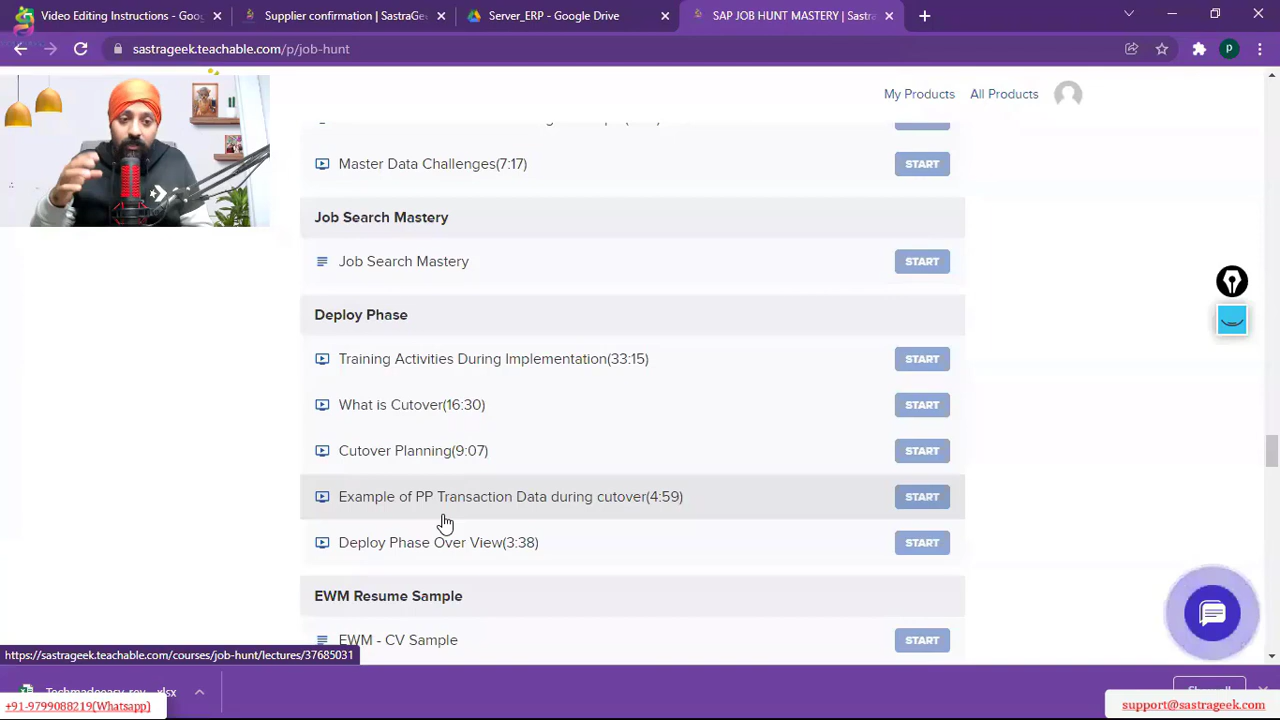 Video Editing Instructions - Goog
Supplier confirmation | SastraGe
Server_ERP - Google Drive
SAP JOB HUNT MASTERY | Sastra
sastrageek.teachable.com/p/job-hunt
P
My Products
All Products
Master Data Challenges(7:17)
START
Job Search Mastery
Job Search Mastery
START
Deploy Phase
Training Activities During Implementation(33:15)
START
What is Cutover(16:30)
START
Cutover Planning(9:07)
START
Example of PP Transaction Data during cutover(4:59)
START
Deploy Phase Over View(3:38)
START
EWM Resume Sample
EWM - CV Sample
START
https://sastrageek.teachable.com/courses/job-hunt/lectures/37685031
+91-9799088219(Whatsapp)
support@sastrageek.com